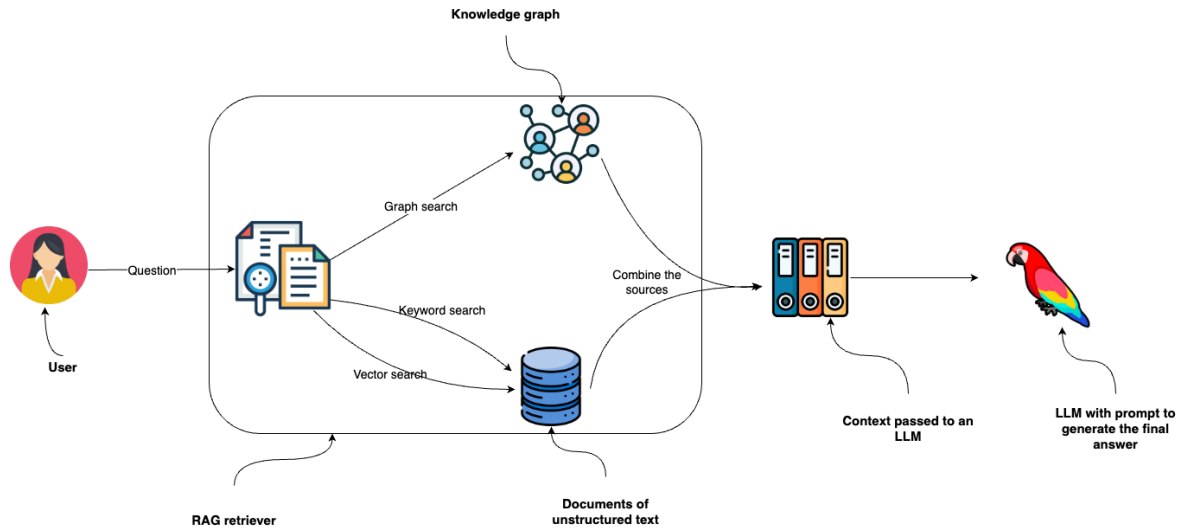 Knowledge graph
Graph search
Question
Combine the
sources
Keyword search
Vector search
User
Context passed to an
LLM
LLM with prompt to
generate the final
answer
RAG retriever
Documents of
unstructured text